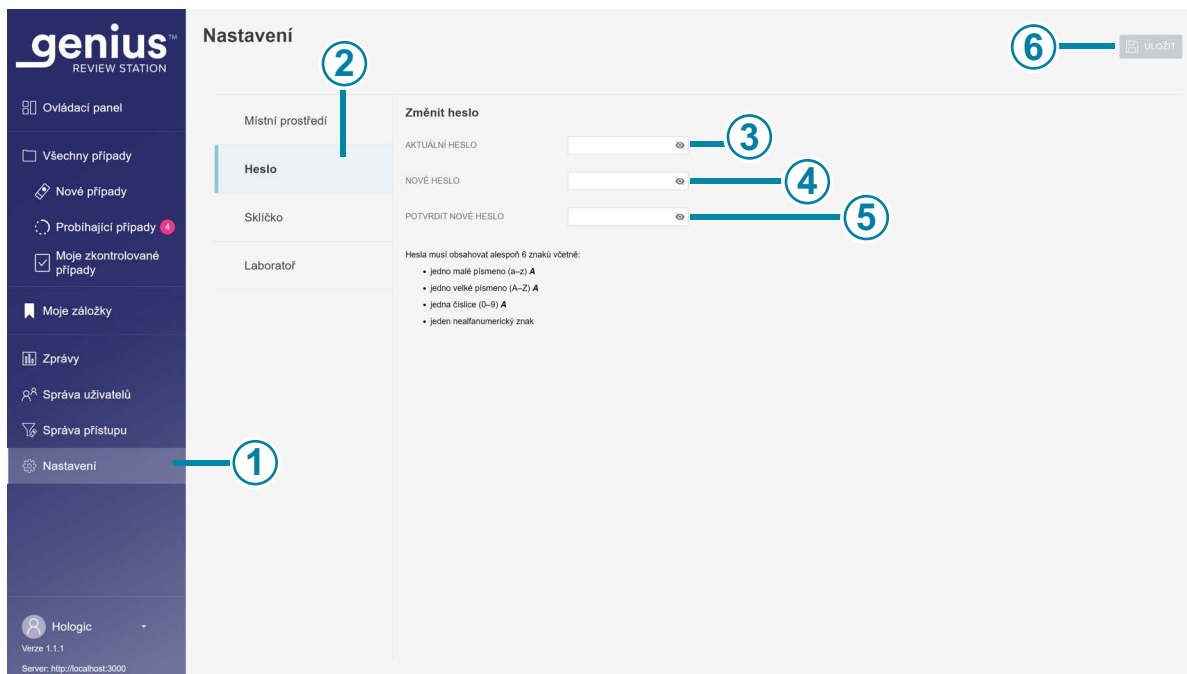 genius™
REVIEW STATION
Ovládací panel
Všechny případy
Nové případy
Probíhající případy 4
Moje zkontrolované
případy
Moje záložky
Zprávy
Správa uživatelů
Správa přístupu
Nastavení
Hologic
Verze 1.1.1
Server: http://localhost:3000
Nastavení
ULOŽIT
Místní prostředí
Heslo
Sklíčko
Laboratoř
Změnit heslo
AKTUÁLNÍ HESLO
NOVÉ HESLO
POTVRDIT NOVÉ HESLO
Hesla musí obsahovat alespoň 6 znaků včetně:
• jedno malé písmeno (a–z) A
• jedno velké písmeno (A–Z) A
• jedna číslice (0–9) A
• jeden nealfanumerický znak
1
2
3
4
5
6